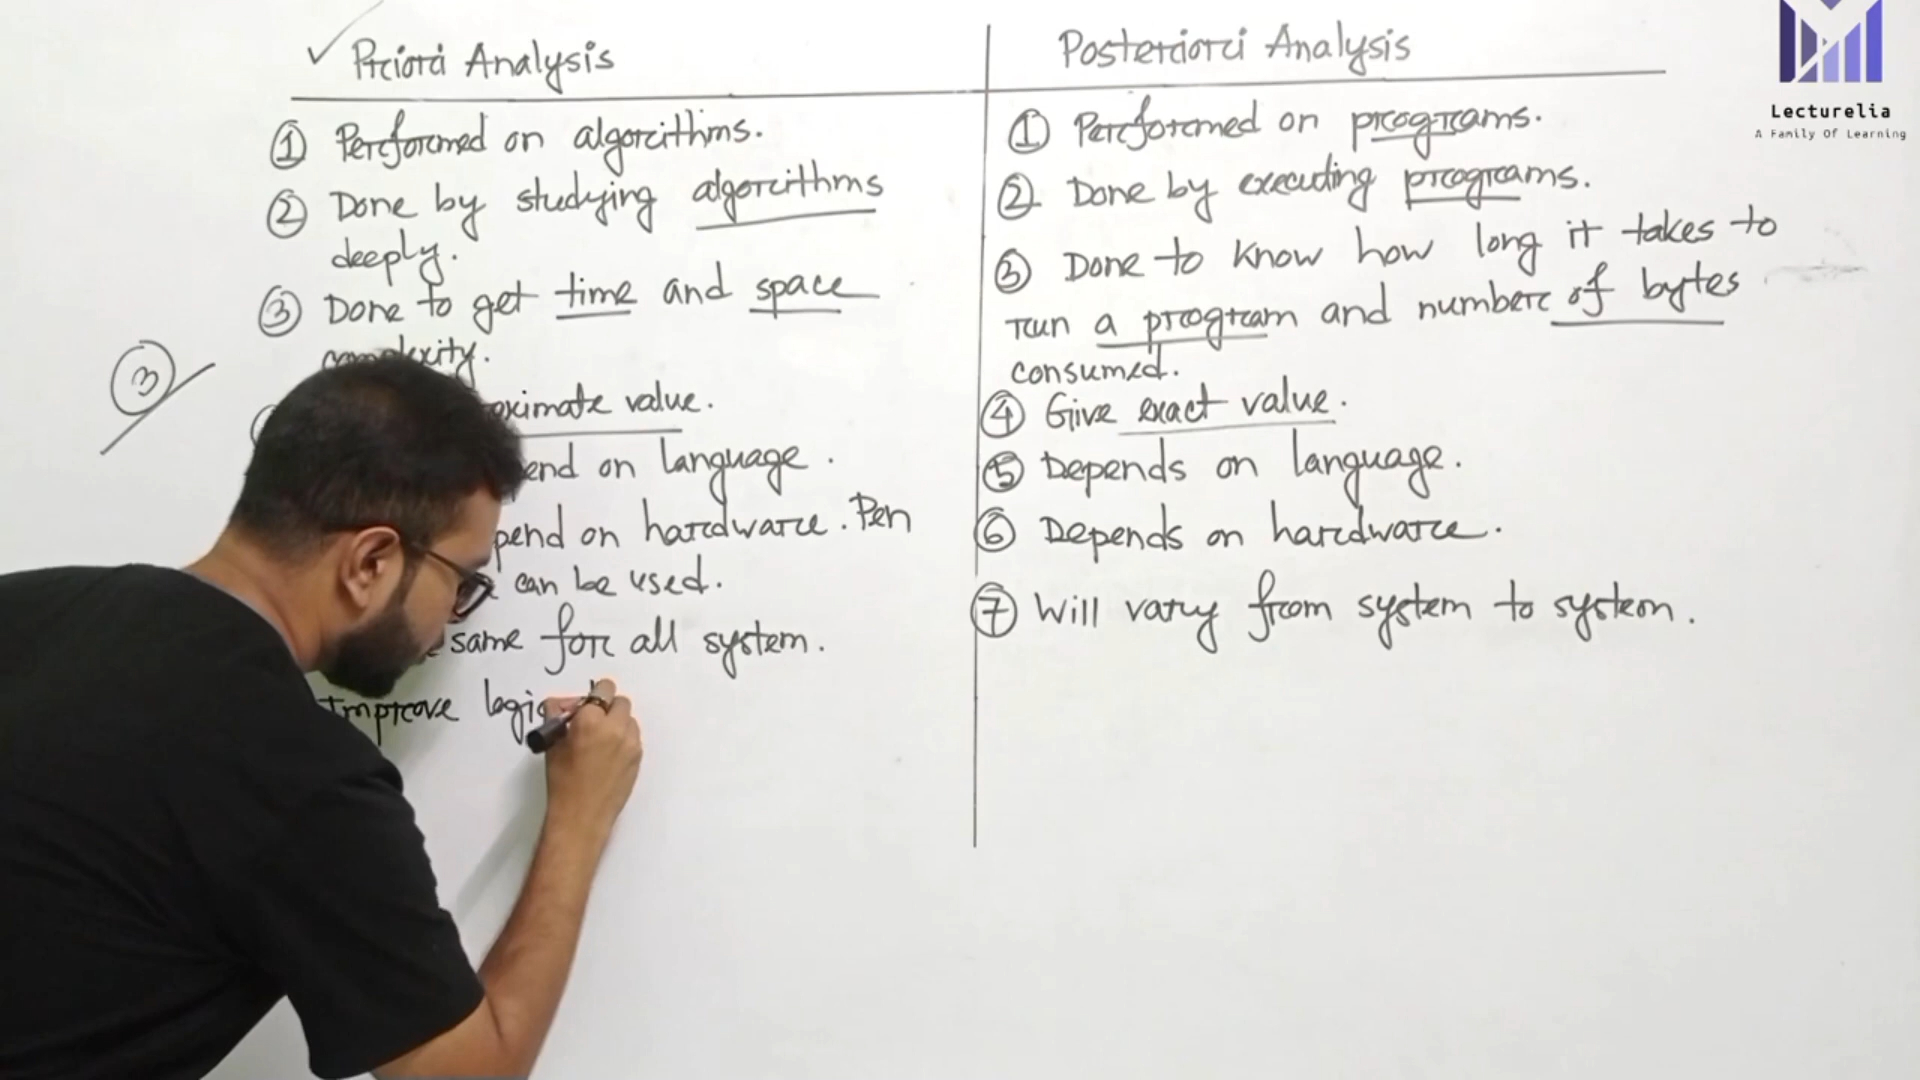 ✓ Priori Analysis
① Performed on algorithms.
② Done by studying algorithms
deeply.
③ Done to get time and space
complexity.
value.
on language.
on hardware. Pen
can be used.
same for all system.
Improve
③
Posteriori Analysis
① Performed on programs.
② Done by executing programs.
③ Done to know how long it takes to
run a program and number of bytes
consumed.
④ Give exact value.
⑤ Depends on language.
⑥ Depends on hardware.
⑦ Will vary from system to system.
Lecturelia
A Family Of Learning